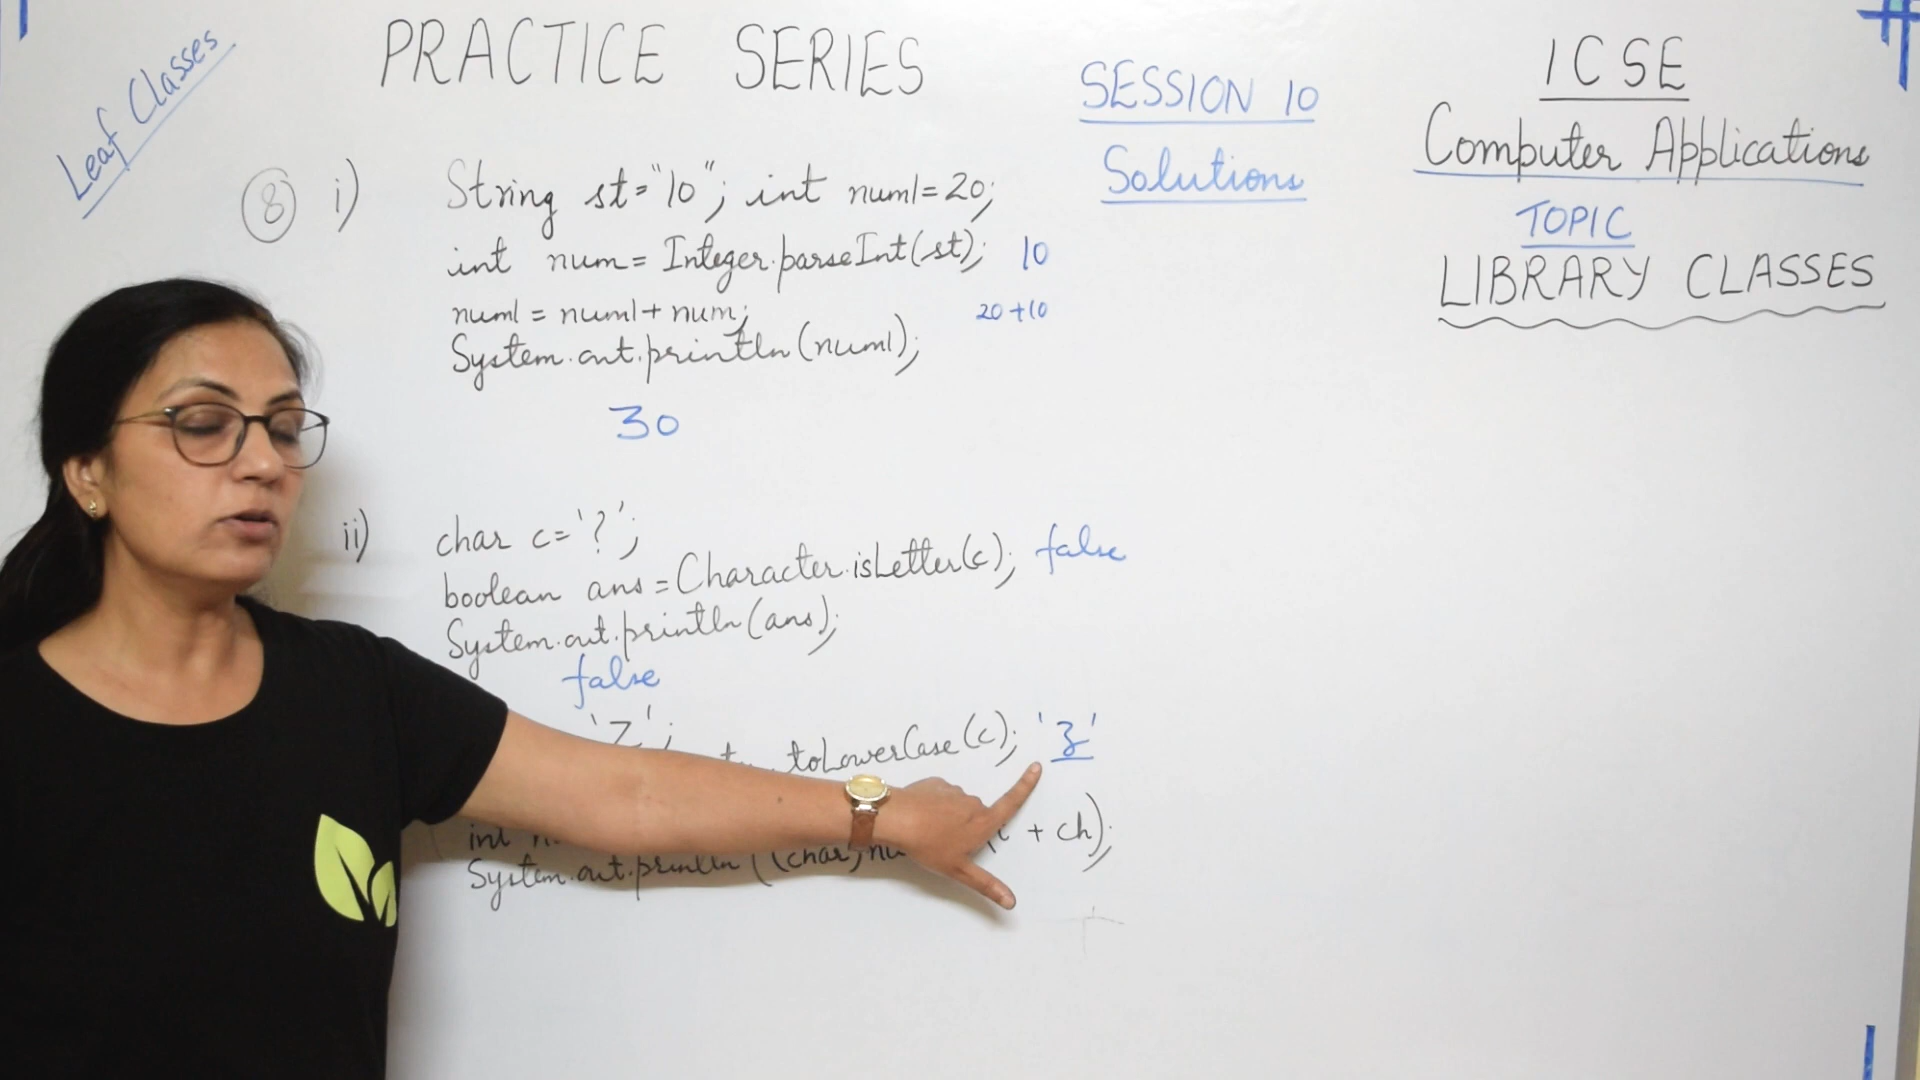 Leaf Classes
PRACTICE SERIES
SESSION 10
Solutions
ICSE
Computer Applications
TOPIC
LIBRARY CLASSES
8 i) String st="10"; int num1=20;
int num = Integer.parseInt(st); 10
num1 = num1 + num; 20+10
System.out.println(num1);
30
ii) char c='?';
boolean ans = Character.isLetter(c); false
System.out.println(ans);
false
'Z';
toLowerCase(c); 'z'
int + ch);
System.out.println((char)